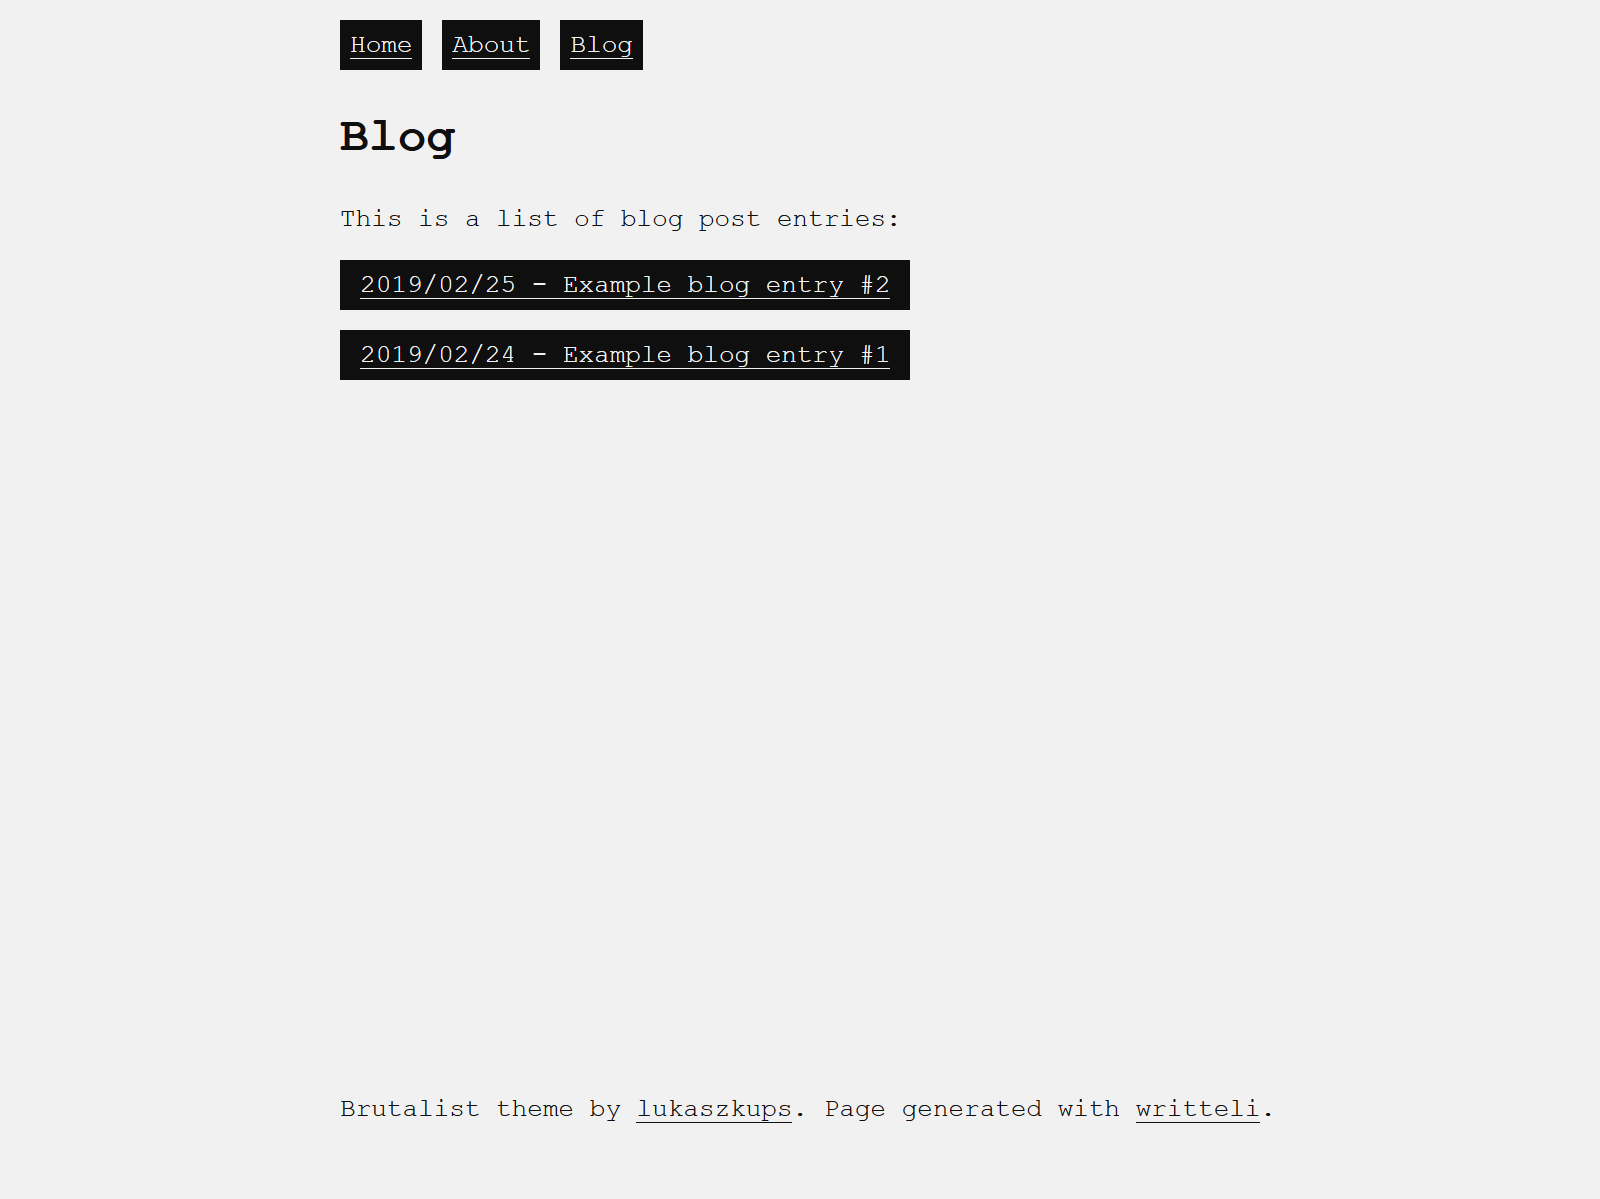 Home About Blog
Blog
This is a list of blog post entries:
2019/02/25 - Example blog entry #2
2019/02/24 - Example blog entry #1
Brutalist theme by lukaszkups. Page generated with writteli.